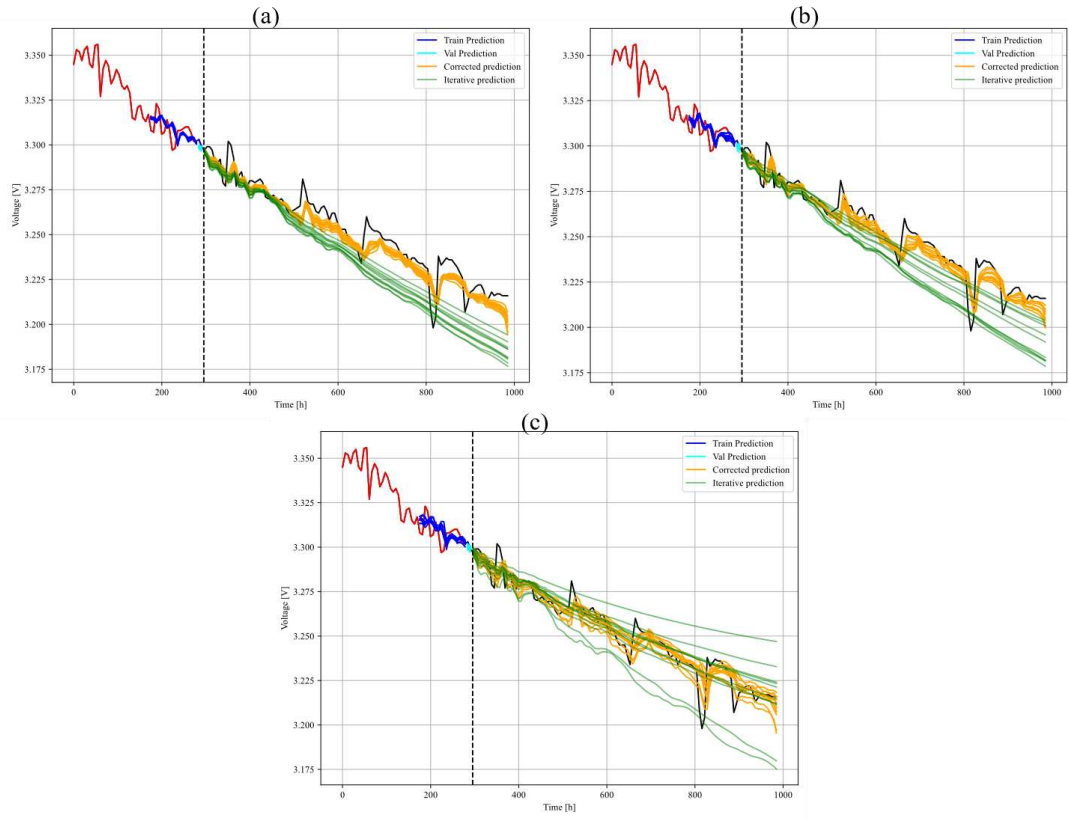 (a)
Train Prediction
Val Prediction
Corrected prediction
Iterative prediction
3.350
3.325
3.300
3.275
3.250
3.225
3.200
3.175
Voltage [V]
0 200 400 600 800 1000
Time [h]
(b)
Train Prediction
Val Prediction
Corrected prediction
Iterative prediction
3.350
3.325
3.300
3.275
3.250
3.225
3.200
3.175
Voltage [V]
0 200 400 600 800 1000
Time [h]
(c)
Train Prediction
Val Prediction
Corrected prediction
Iterative prediction
3.350
3.325
3.300
3.275
3.250
3.225
3.200
3.175
Voltage [V]
0 200 400 600 800 1000
Time [h]